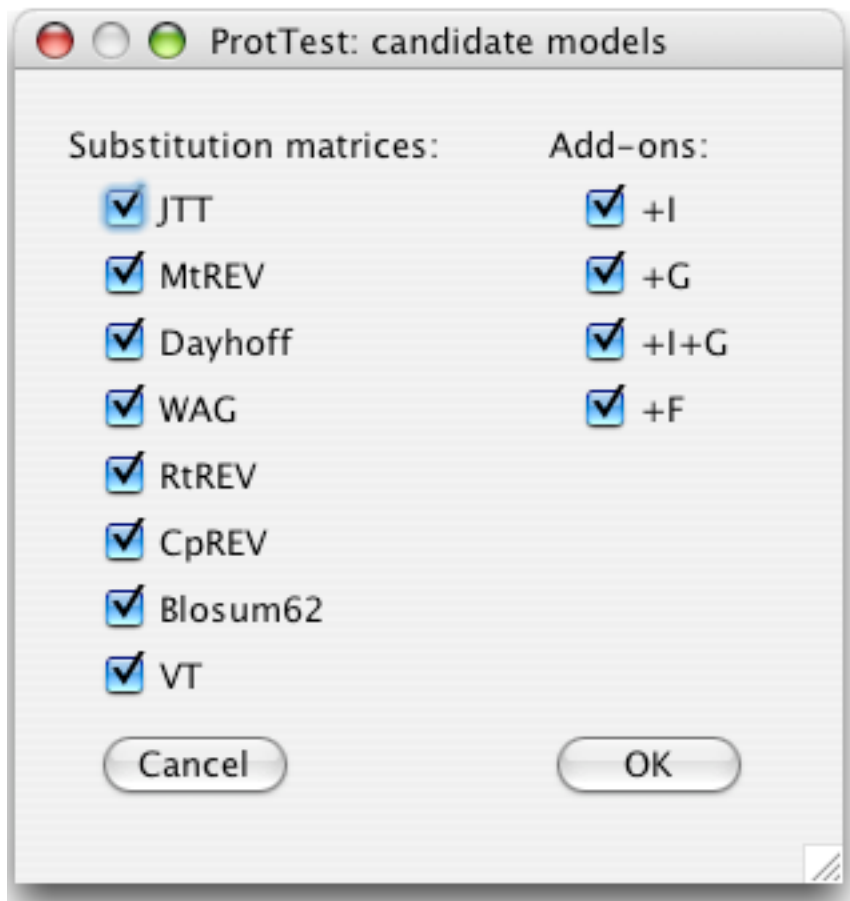 ProtTest: candidate models
Substitution matrices:
JTT
MtREV
Dayhoff
WAG
RtREV
CpREV
Blosum62
VT
Add-ons:
+I
+G
+I+G
+F
Cancel
OK